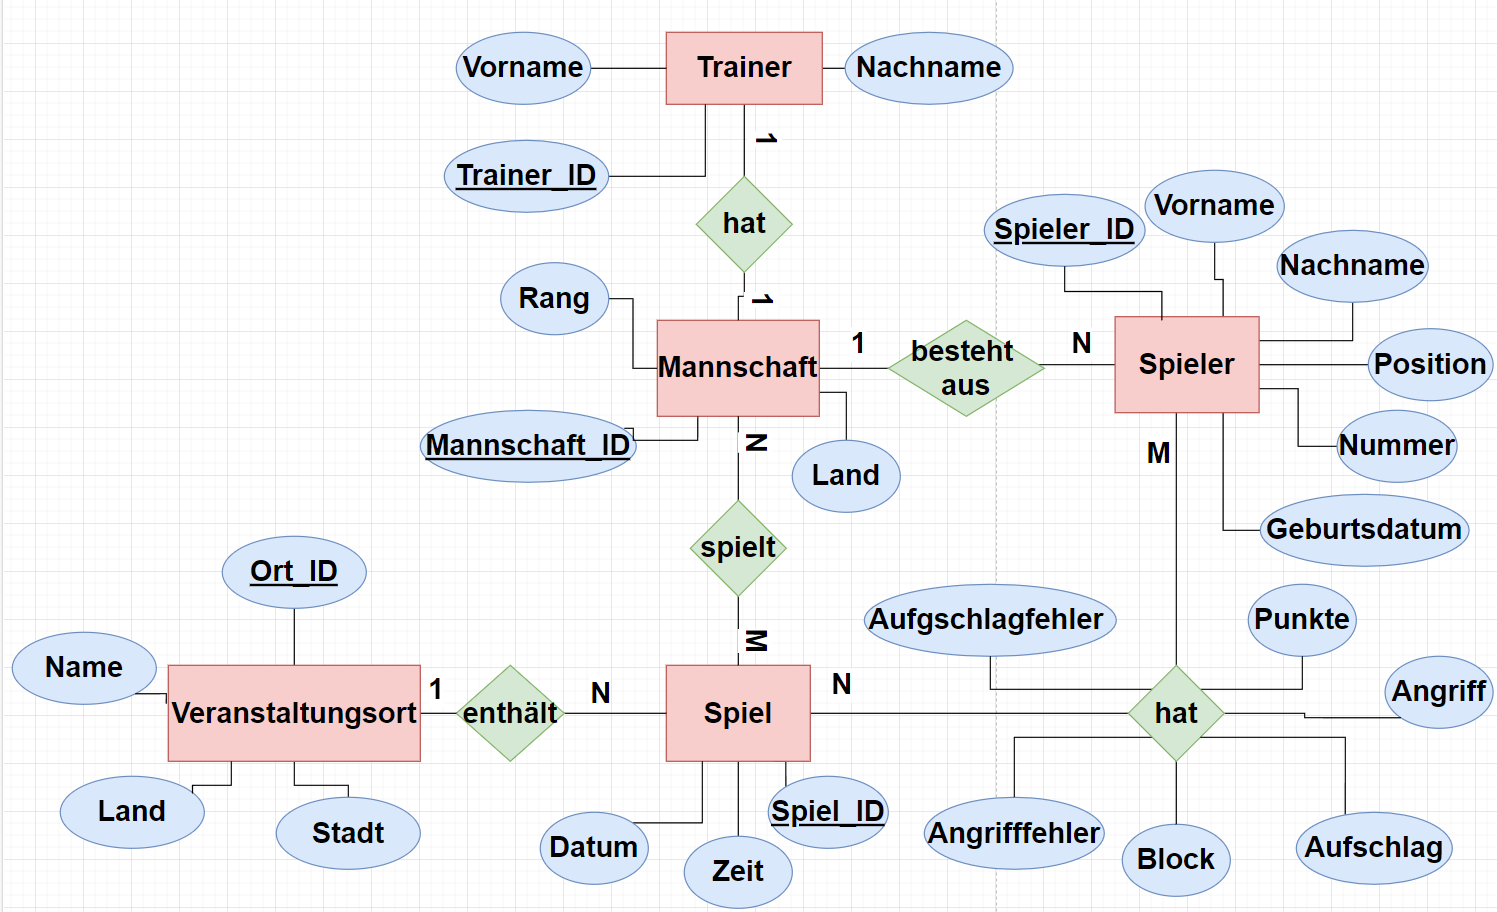 Vorname
Trainer
Nachname
1
Trainer_ID
hat
Spieler_ID
Vorname
Nachname
Rang
1
Mannschaft
1
besteht
aus
N
Spieler
Position
Mannschaft_ID
N
Land
M
Nummer
Geburtsdatum
spielt
Ort_ID
Aufgschlagfehler
Punkte
M
Name
Veranstaltungsort
1
enthält
N
Spiel
N
hat
Angriff
Land
Stadt
Datum
Zeit
Spiel_ID
Angrifffehler
Block
Aufschlag